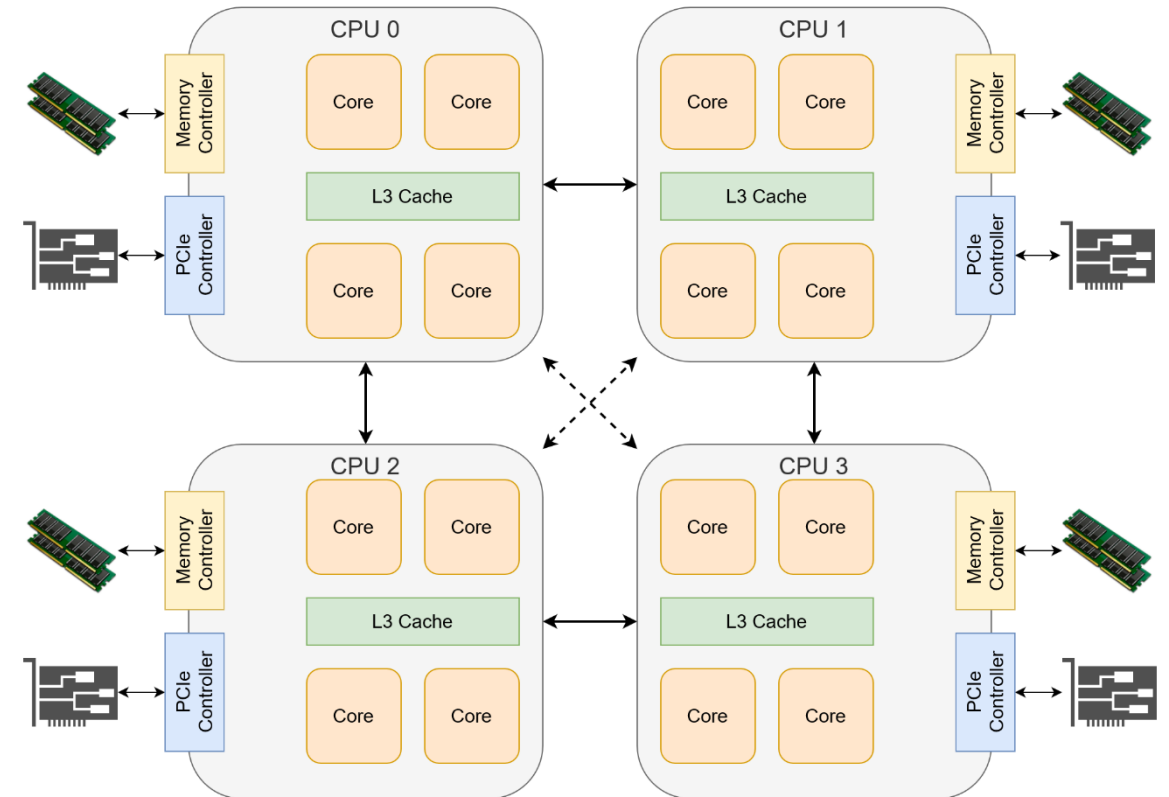 CPU 0
Memory
Controller
Core
Core
L3 Cache
PCIe
Controller
Core
Core
CPU 1
Core
Core
Memory
Controller
L3 Cache
PCIe
Controller
Core
Core
CPU 2
Memory
Controller
Core
Core
L3 Cache
PCIe
Controller
Core
Core
CPU 3
Core
Core
Memory
Controller
L3 Cache
PCIe
Controller
Core
Core